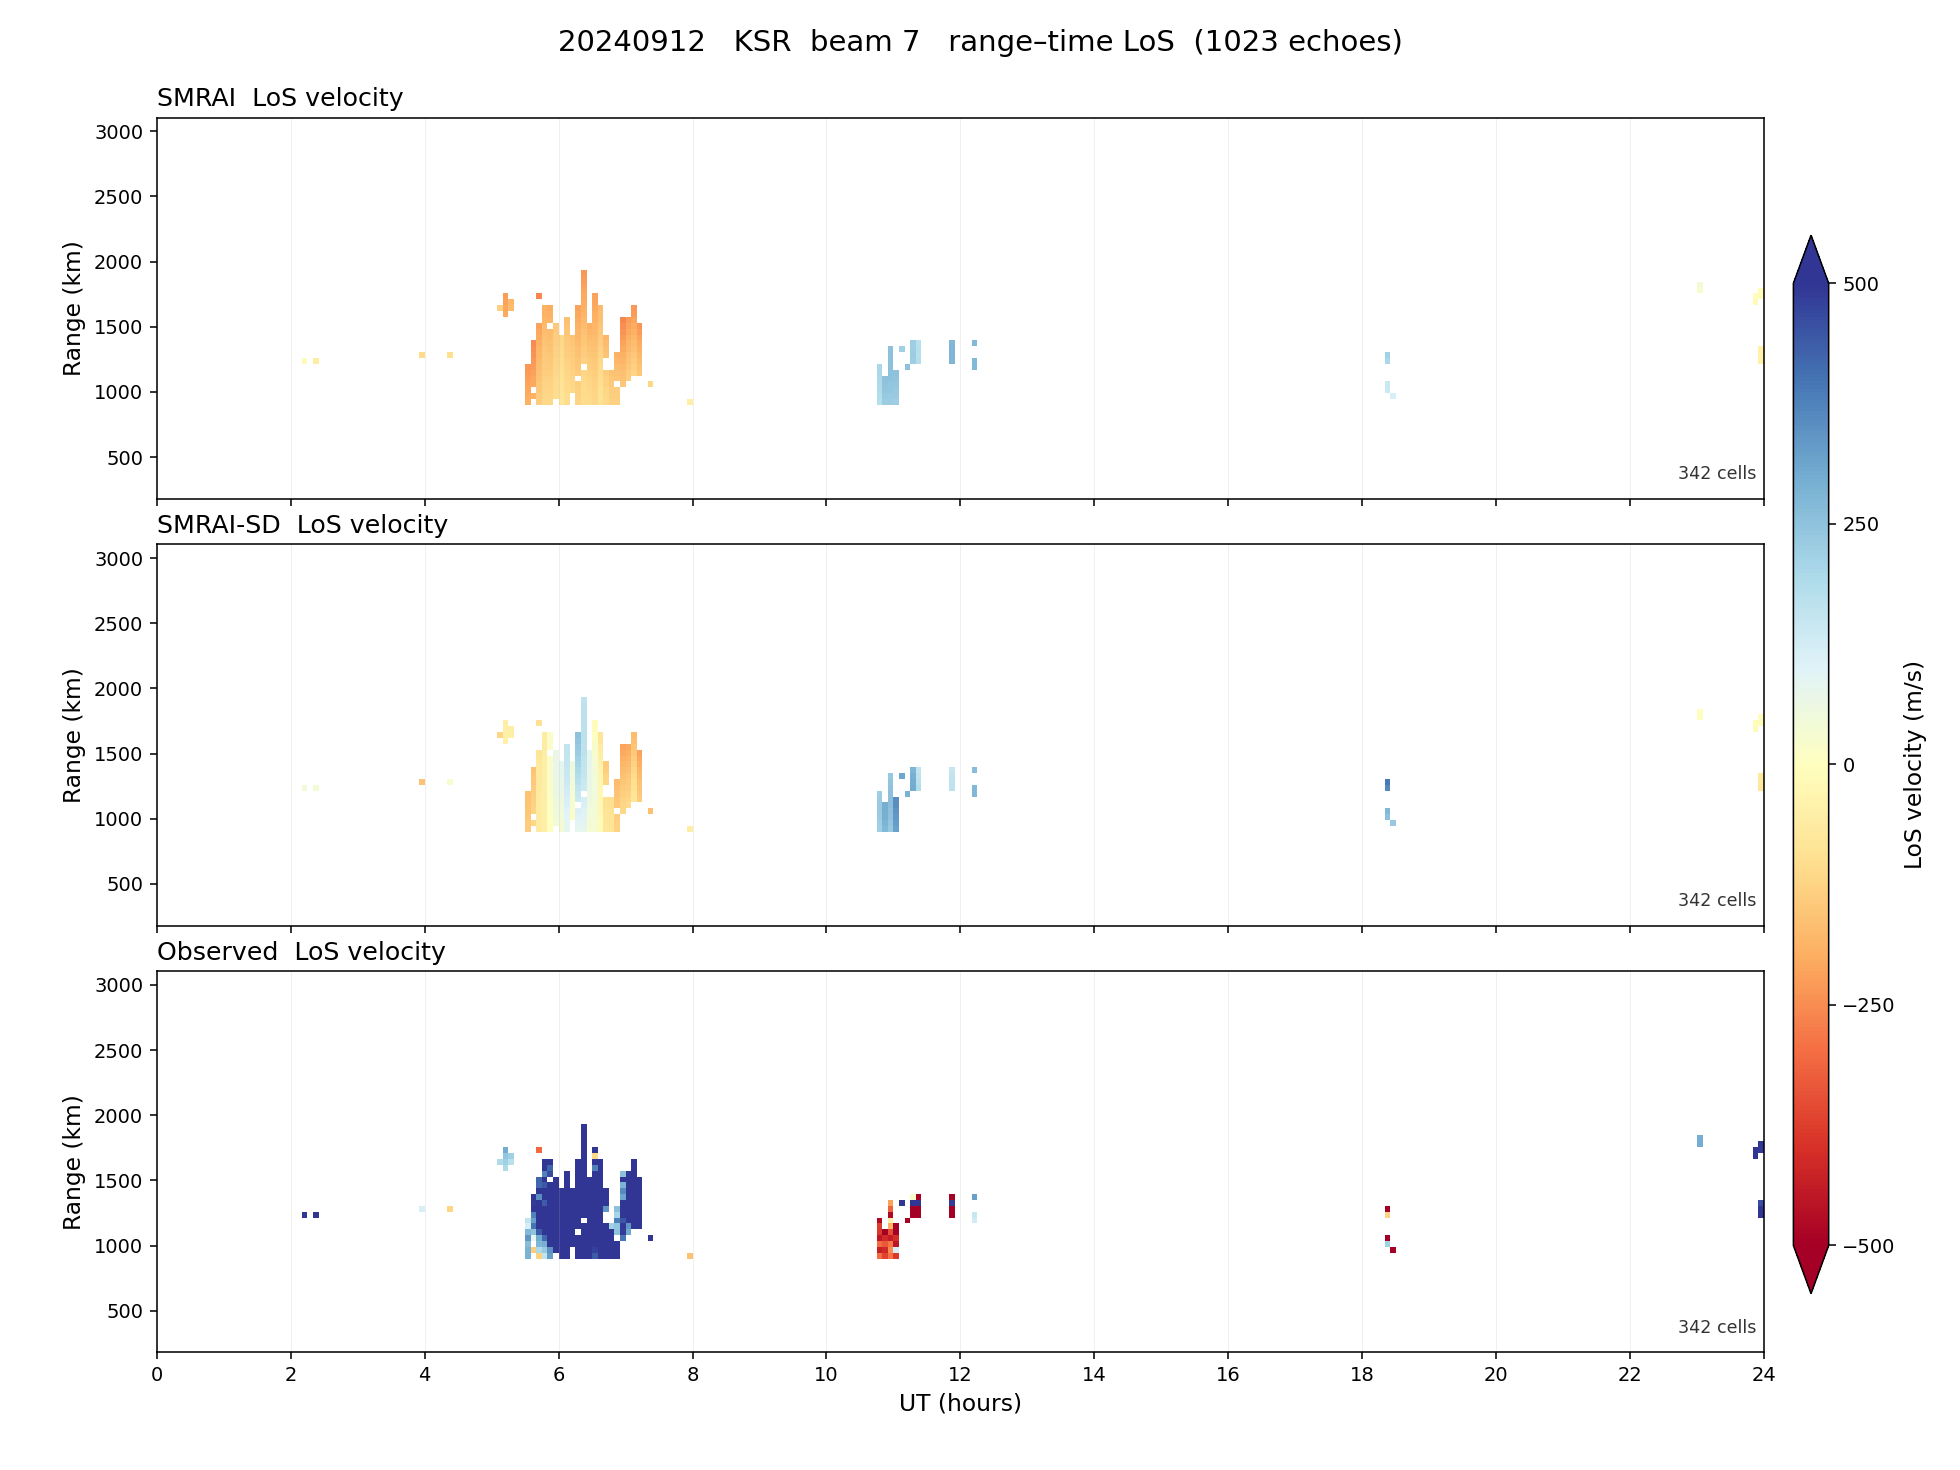 20240912   KSR  beam 7   range–time LoS  (1023 echoes)
SMRAI  LoS velocity
3000
2500
2000
1500
1000
500
Range (km)
342 cells
SMRAI-SD  LoS velocity
3000
2500
2000
1500
1000
500
Range (km)
342 cells
Observed  LoS velocity
3000
2500
2000
1500
1000
500
Range (km)
342 cells
0 2 4 6 8 10 12 14 16 18 20 22 24
UT (hours)
500
250
0
−250
−500
LoS velocity (m/s)